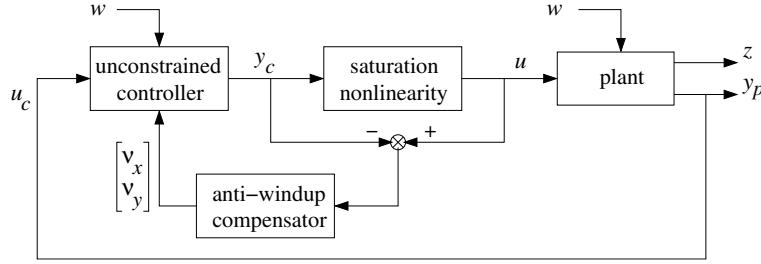 w
w
unconstrained
controller
y_c
saturation
nonlinearity
u
plant
z
y_p
u_c
−
+
[ν_x
ν_y]
anti−windup
compensator